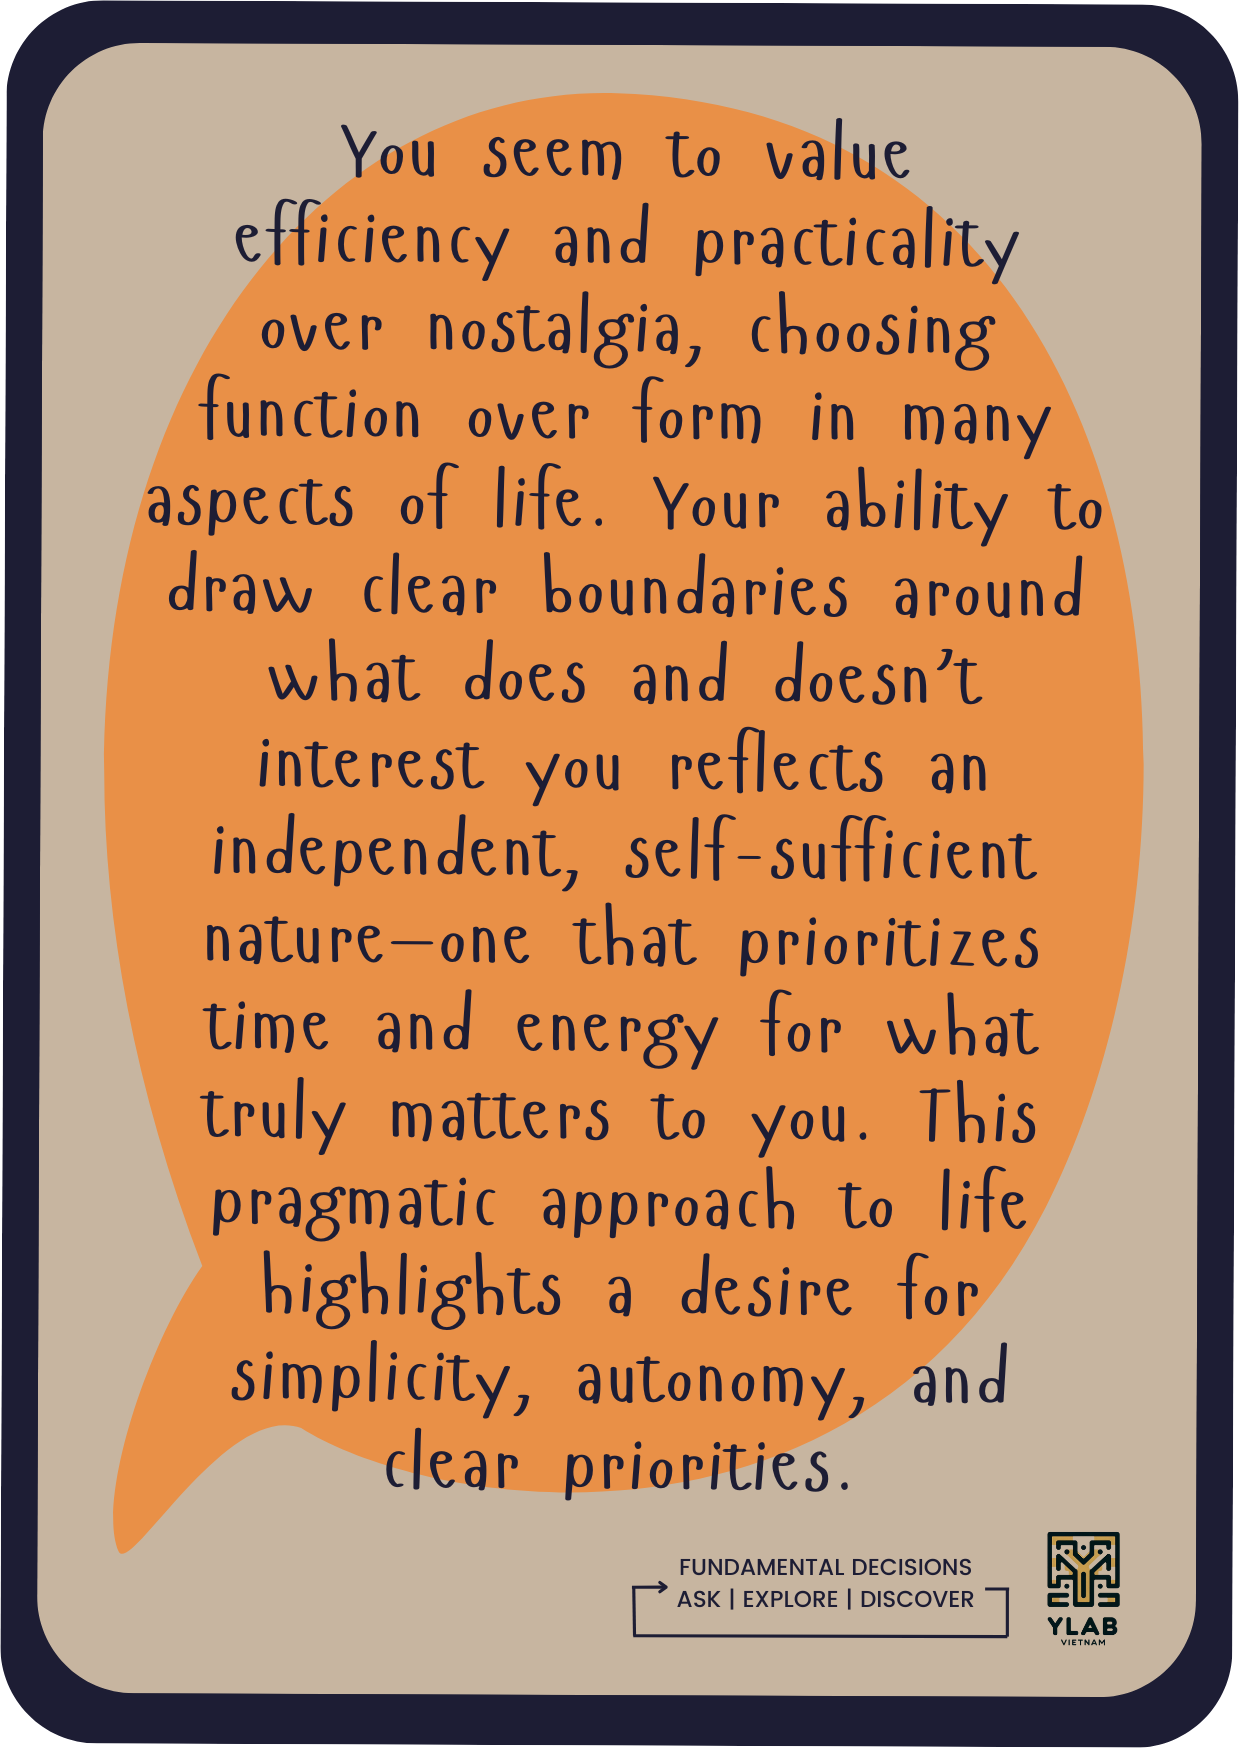 You seem to value
efficiency and practicality
over nostalgia, choosing
function over form in many
aspects of life. Your ability to
draw clear boundaries around
what does and doesn’t
interest you reflects an
independent, self-sufficient
nature—one that prioritizes
time and energy for what
truly matters to you. This
pragmatic approach to life
highlights a desire for
simplicity, autonomy, and
clear priorities.
FUNDAMENTAL DECISIONS
ASK | EXPLORE | DISCOVER
YLAB
VIETNAM